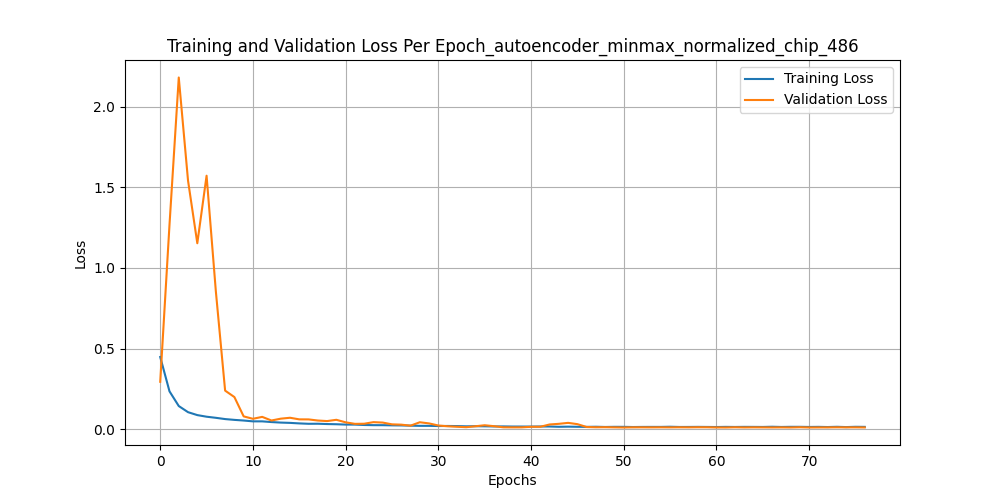 Training and Validation Loss Per Epoch_autoencoder_minmax_normalized_chip_486
Training Loss
Validation Loss
2.0
1.5
1.0
0.5
0.0
Loss
0 10 20 30 40 50 60 70
Epochs